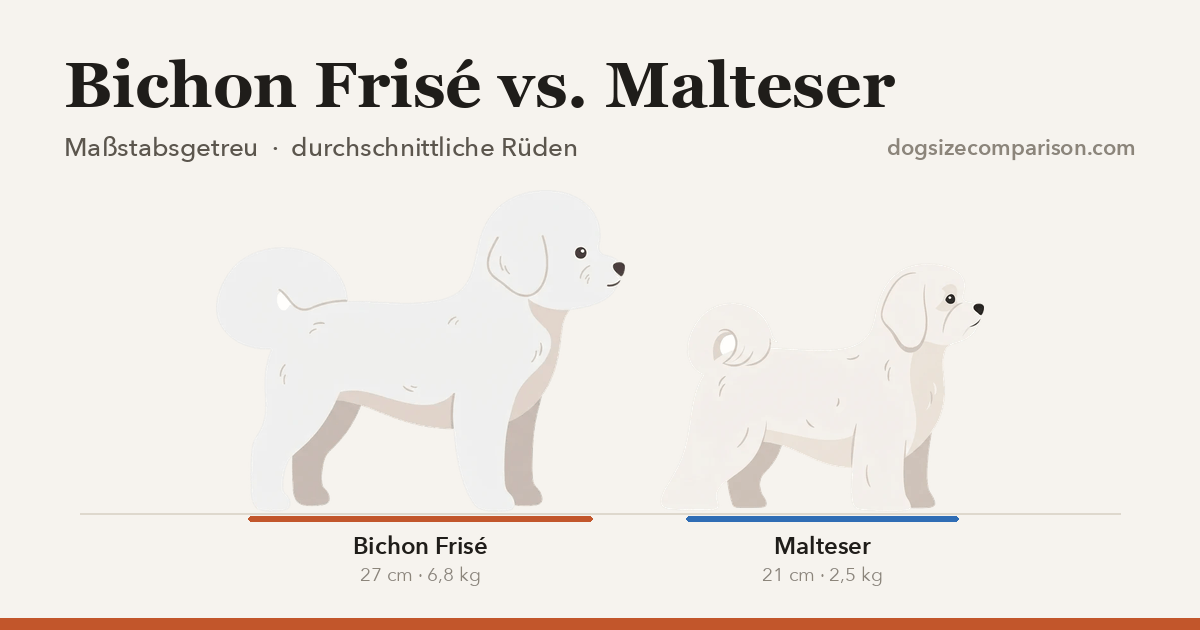 Bichon Frisé vs. Malteser
Maßstabsgetreu · durchschnittliche Rüden
dogsizecomparison.com
Bichon Frisé
27 cm · 6,8 kg
Malteser
21 cm · 2,5 kg